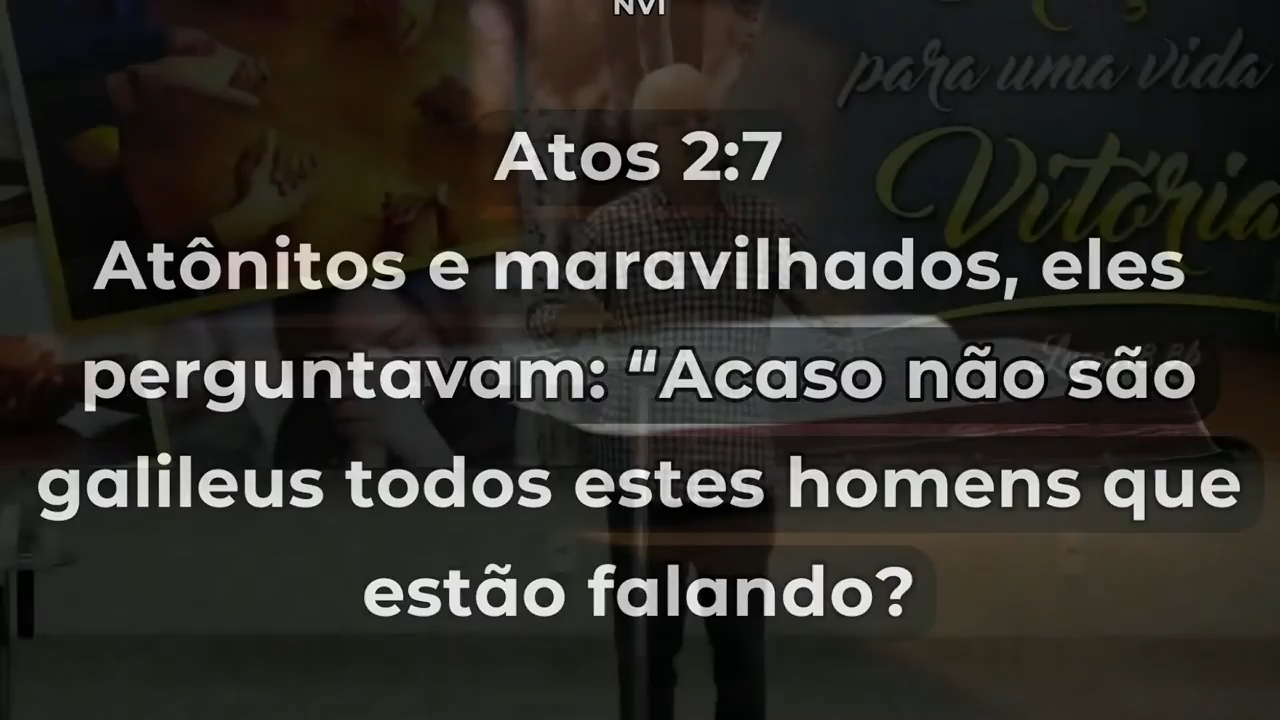 NVI
para uma vida
Vitória
Atos 2:7
Atônitos e maravilhados, eles
perguntavam: “Acaso não são
galileus todos estes homens que
estão falando?